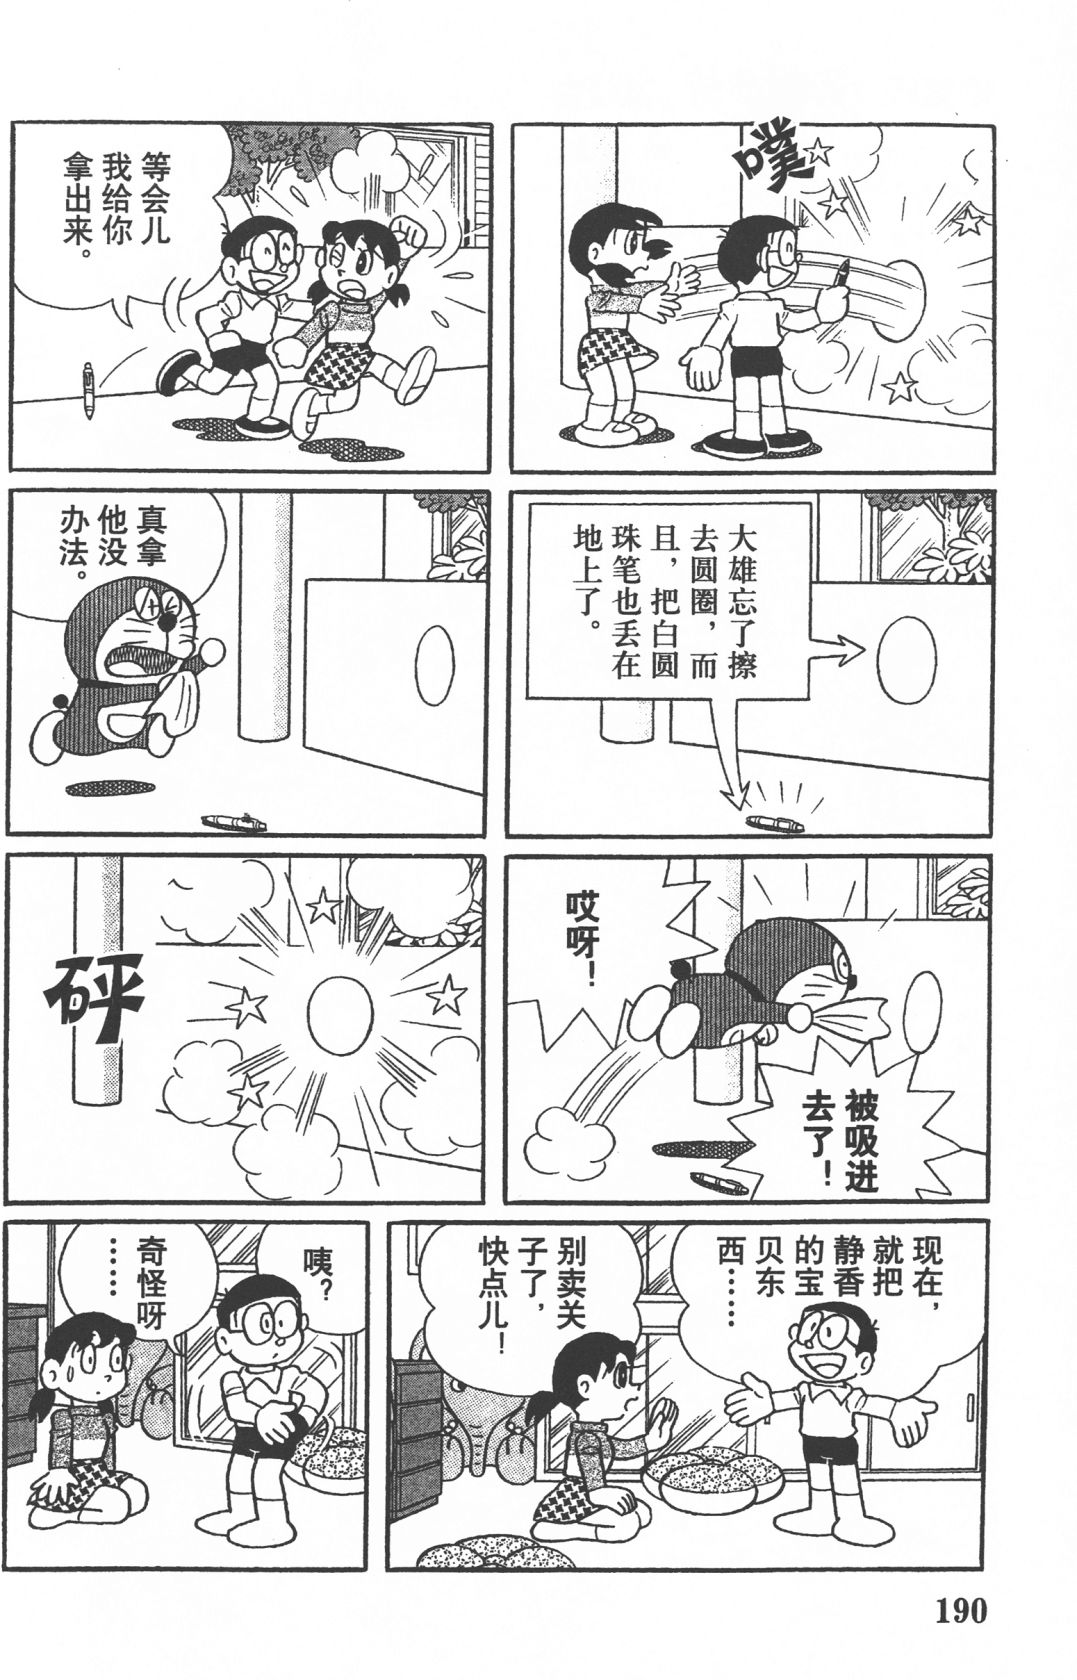 噗
等会儿
我给你
拿出来。
大雄忘了擦
去圆圈，而
且，把白圆
珠笔也丢在
地上了。
真拿
他没
办法。
哎
呀！
被吸进
去了！
砰
现在，
就把
静香
的宝
贝东
西……
别卖关
子了，
快点儿！
咦？
奇怪呀
……
190